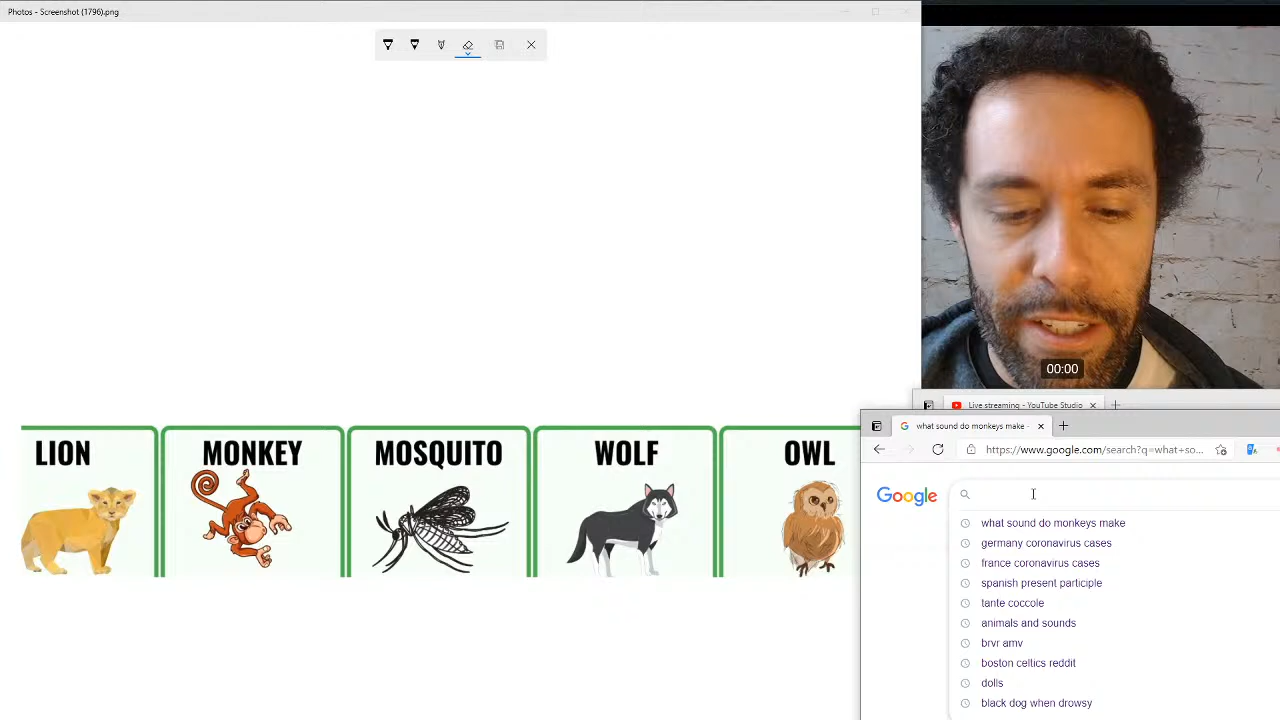 Photos - Screenshot (1796).png
00:00
Live streaming - YouTube Studio
what sound do monkeys make -
https://www.google.com/search?q=what+so...
Google
what sound do monkeys make
germany coronavirus cases
france coronavirus cases
spanish present participle
tante coccole
animals and sounds
brvr amv
boston celtics reddit
dolls
black dog when drowsy
LION
MONKEY
MOSQUITO
WOLF
OWL